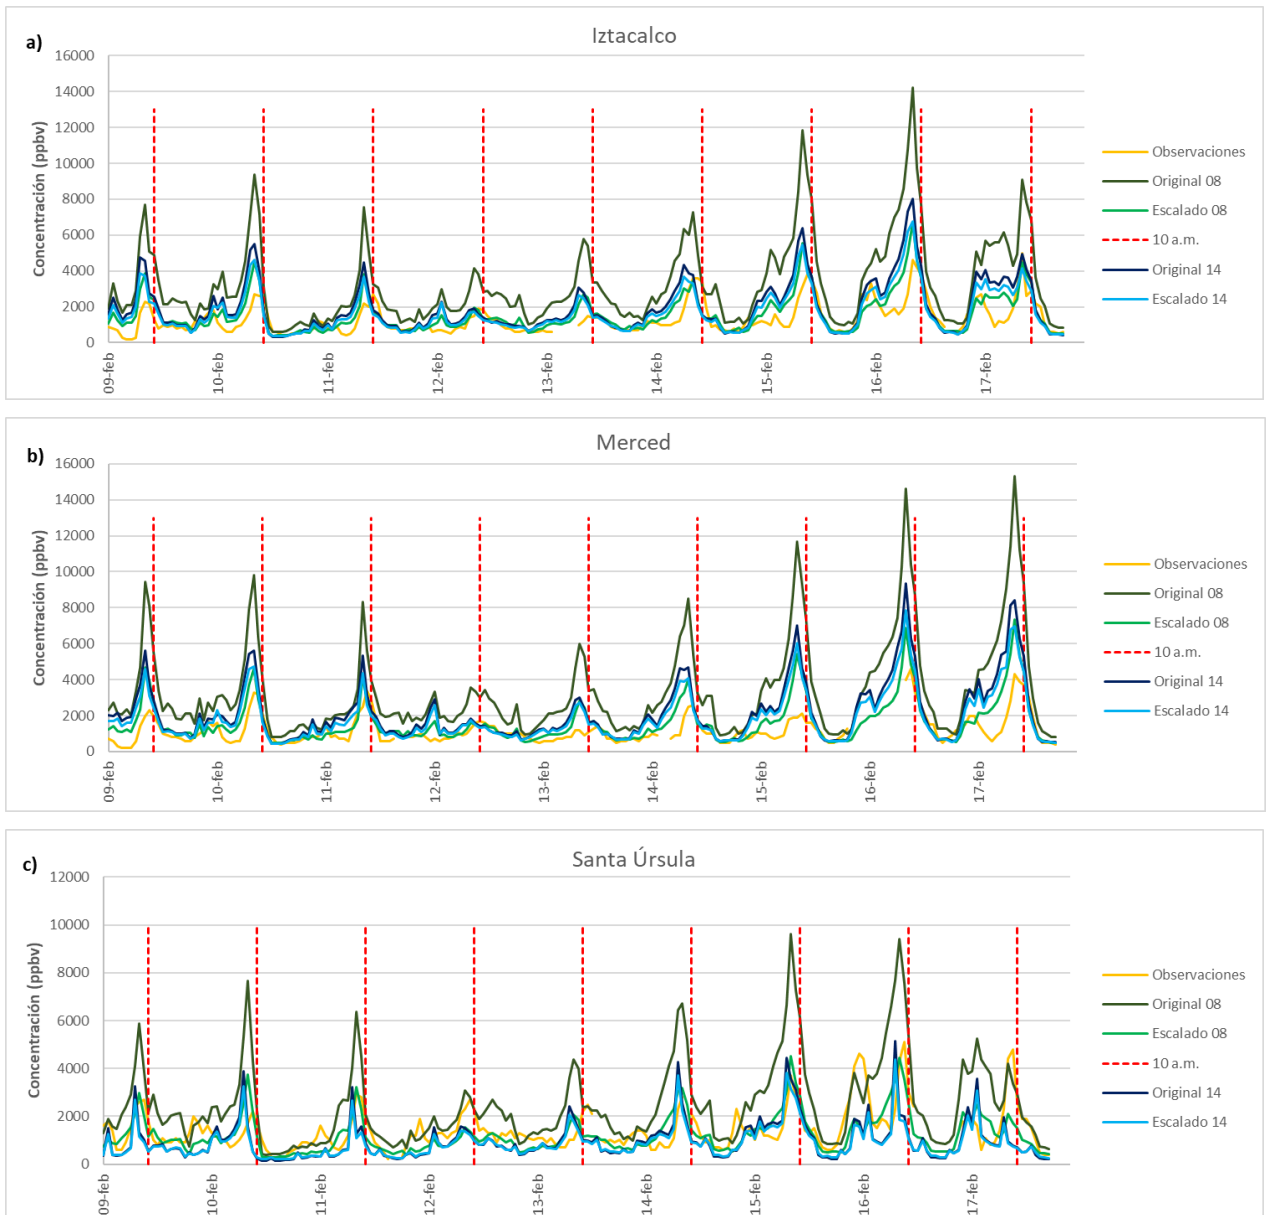 a)
Iztacalco
Concentración (ppbv)
16000
14000
12000
10000
8000
6000
4000
2000
0
09-feb
10-feb
11-feb
12-feb
13-feb
14-feb
15-feb
16-feb
17-feb
Observaciones
Original 08
Escalado 08
10 a.m.
Original 14
Escalado 14
b)
Merced
Concentración (ppbv)
16000
14000
12000
10000
8000
6000
4000
2000
0
09-feb
10-feb
11-feb
12-feb
13-feb
14-feb
15-feb
16-feb
17-feb
Observaciones
Original 08
Escalado 08
10 a.m.
Original 14
Escalado 14
c)
Santa Úrsula
Concentración (ppbv)
12000
10000
8000
6000
4000
2000
0
09-feb
10-feb
11-feb
12-feb
13-feb
14-feb
15-feb
16-feb
17-feb
Observaciones
Original 08
Escalado 08
10 a.m.
Original 14
Escalado 14